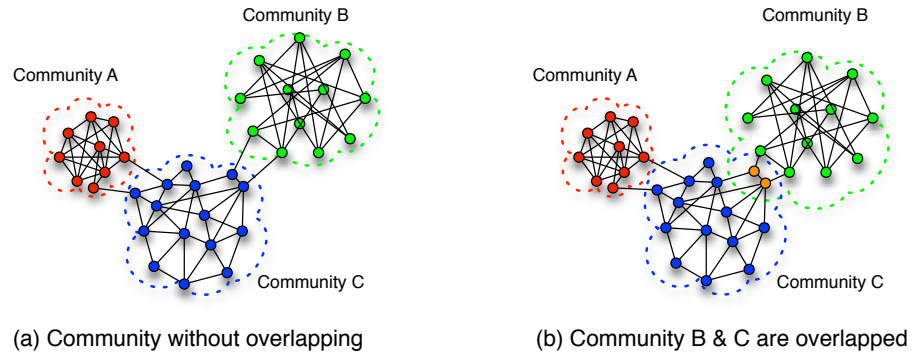 Community B
Community A
Community C
(a) Community without overlapping
Community B
Community A
Community C
(b) Community B & C are overlapped